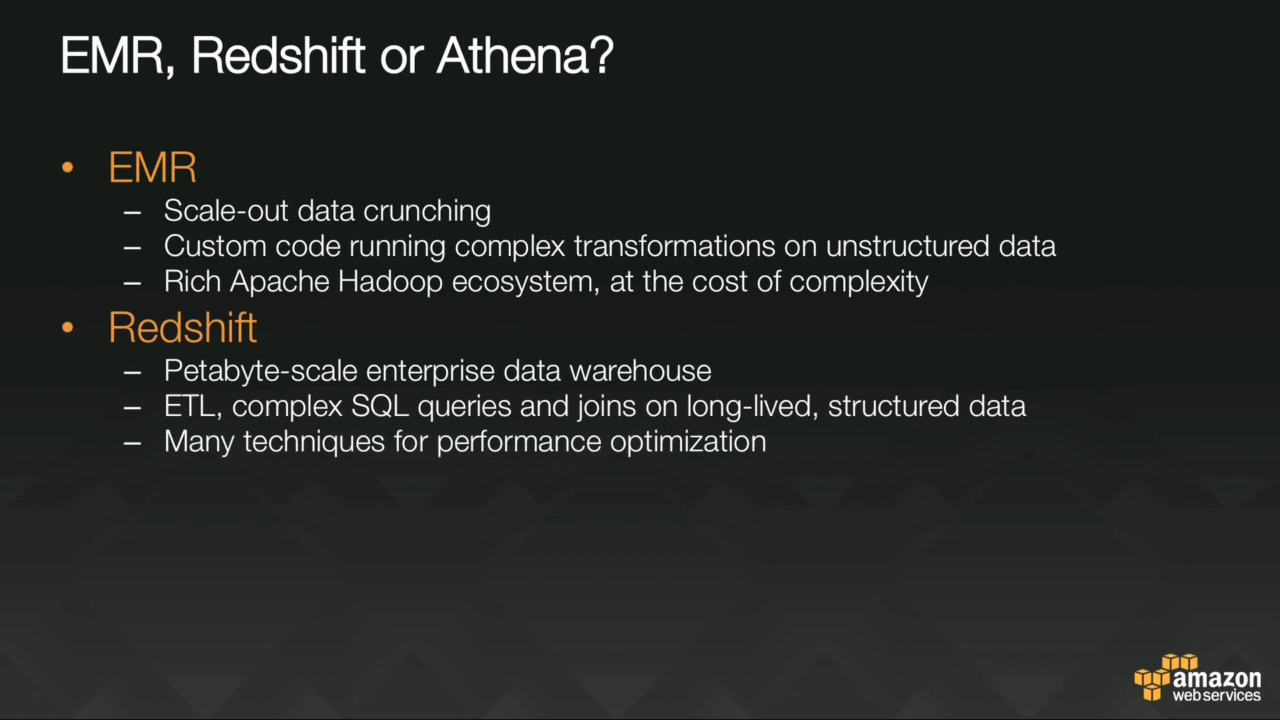 EMR, Redshift or Athena?
• EMR
– Scale-out data crunching
– Custom code running complex transformations on unstructured data
– Rich Apache Hadoop ecosystem, at the cost of complexity
• Redshift
– Petabyte-scale enterprise data warehouse
– ETL, complex SQL queries and joins on long-lived, structured data
– Many techniques for performance optimization
amazon
web services